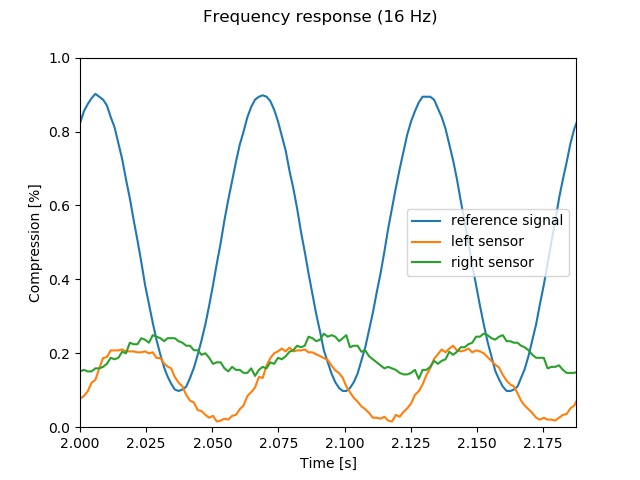 Frequency response (16 Hz)
1.0
0.8
0.6
0.4
0.2
0.0
Compression [%]
reference signal
left sensor
right sensor
2.000 2.025 2.050 2.075 2.100 2.125 2.150 2.175
Time [s]